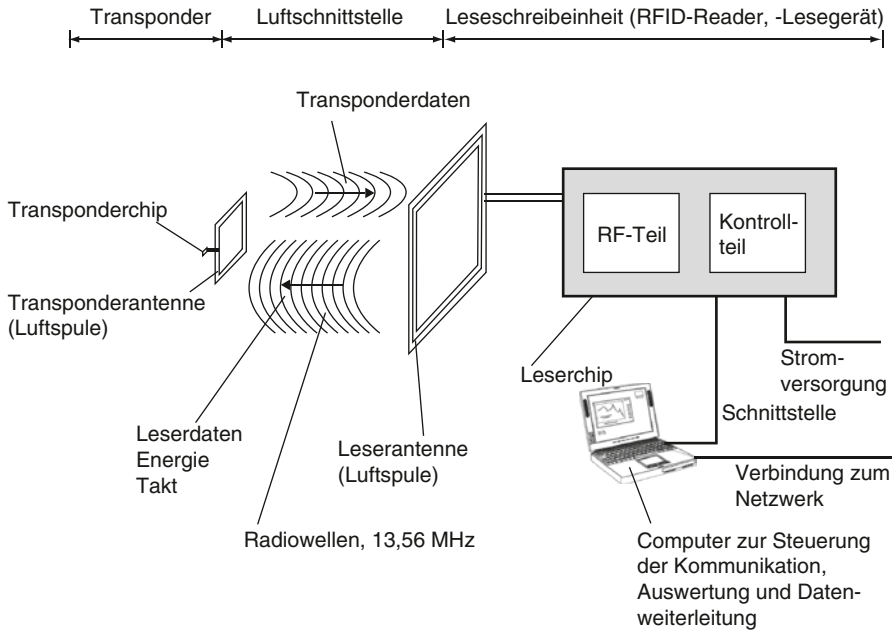 Transponder
Luftschnittstelle
Leseschreibeinheit (RFID-Reader, -Lesegerät)
Transponderdaten
Transponderchip
RF-Teil
Kontroll-
teil
Transponderantenne
(Luftspule)
Leserchip
Strom-
versorgung
Schnittstelle
Leserdaten
Energie
Takt
Leserantenne
(Luftspule)
Verbindung zum
Netzwerk
Radiowellen, 13,56 MHz
Computer zur Steuerung
der Kommunikation,
Auswertung und Daten-
weiterleitung